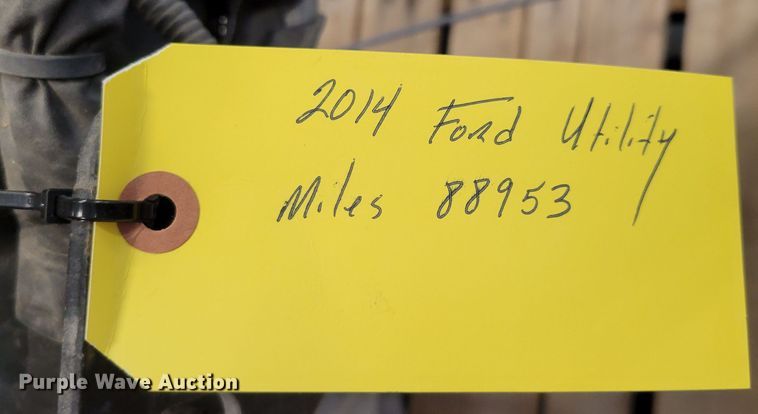 2014 Ford Utility
Miles 88953
Purple Wave Auction